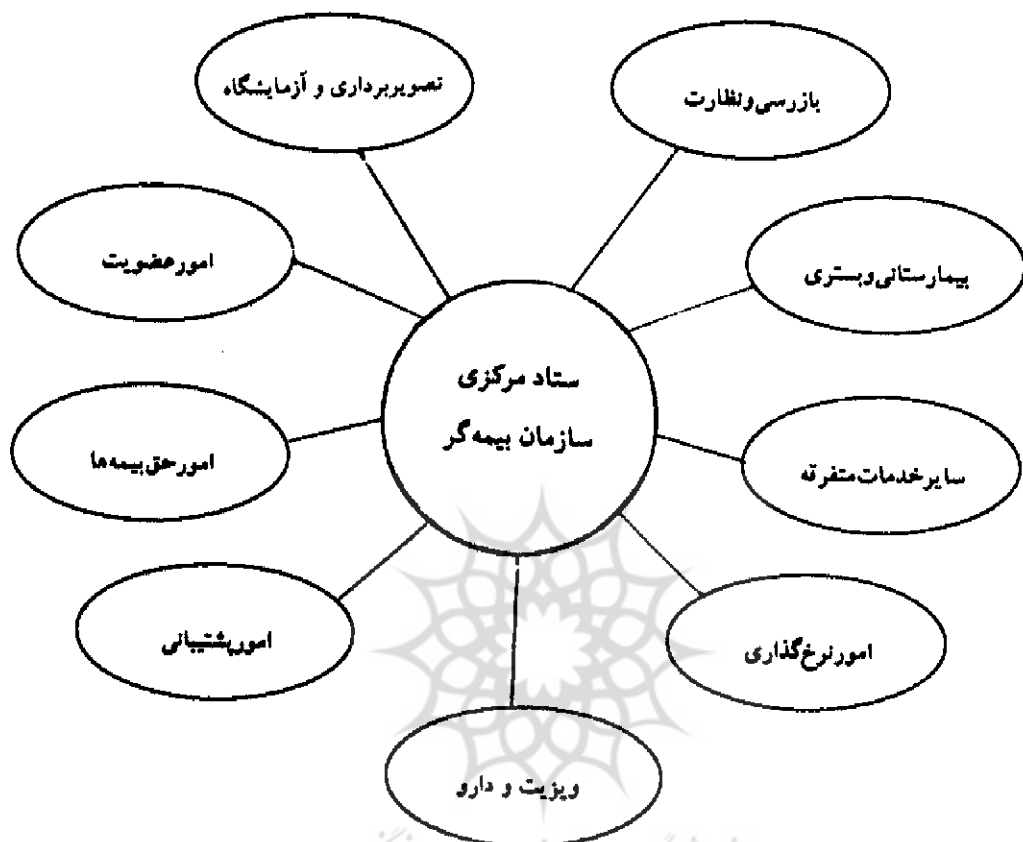 بازرسی‌ونظارت
تصویربرداری و آزمایشگاه
بیمارستانی‌وبستری
امورعضویت
ستاد مرکزی
سازمان بیمه‌گر
سایرخدمات‌متفرقه
امورحق‌بیمه‌ها
امورنرخ‌گذاری
امورپشتیبانی
ویزیت و دارو